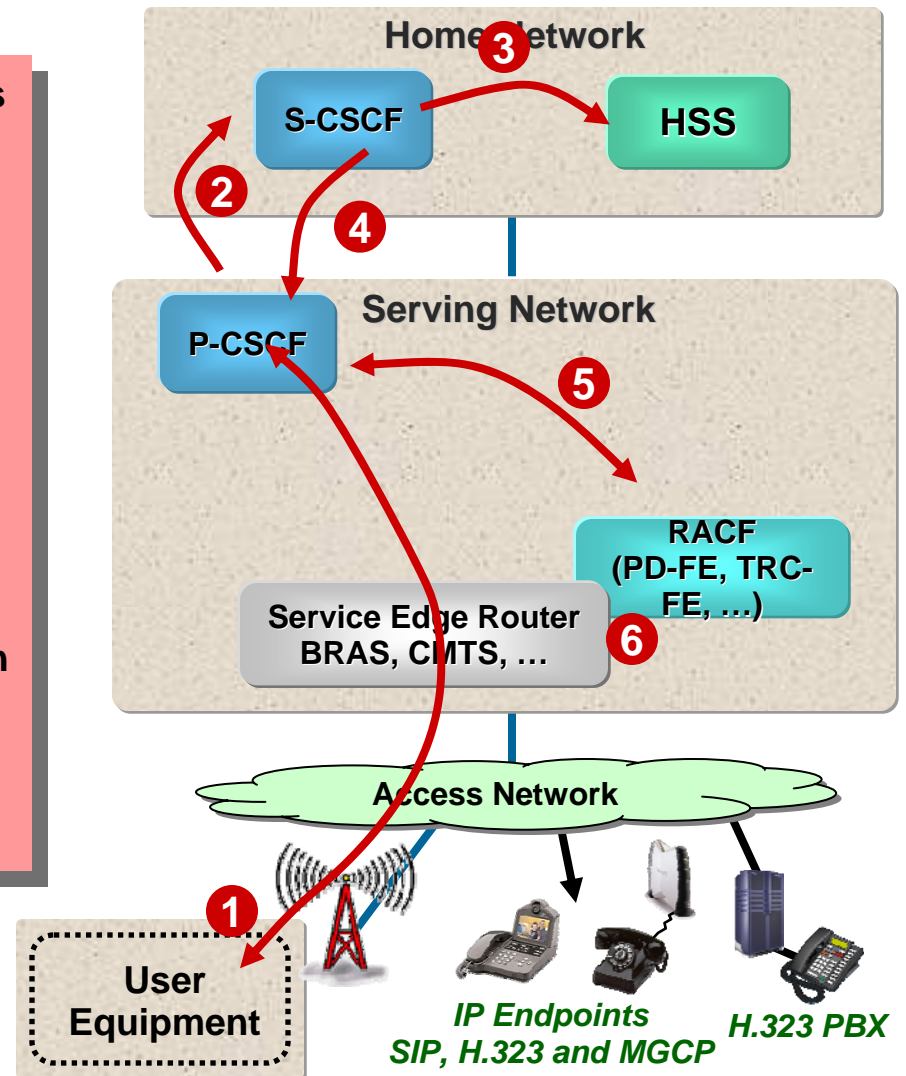 Home Network
3
S-CSCF
HSS
2
4
Serving Network
P-CSCF
5
RACF
(PD-FE, TRC-
FE, …)
Service Edge Router
BRAS, CMTS, …
6
Access Network
1
User
Equipment
IP Endpoints
SIP, H.323 and MGCP
H.323 PBX